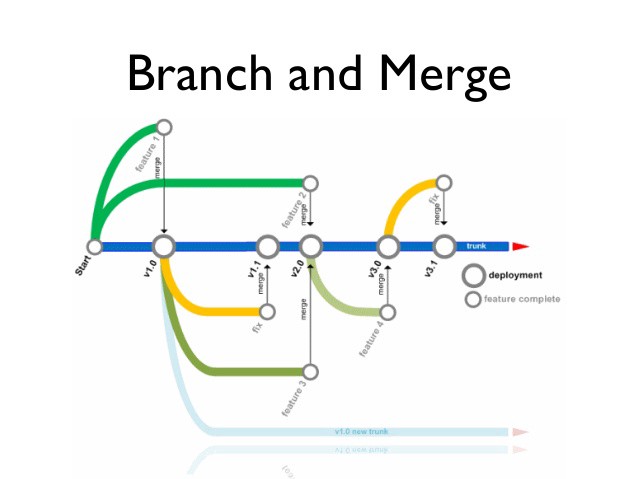 Branch and Merge
feature 1
merge
feature 2
merge
fix
merge
Start
v1.0
v1.1
v2.0
v3.0
v3.1
trunk
deployment
feature complete
merge
fix
merge
feature 3
merge
feature 4
v1.0 new trunk
fix